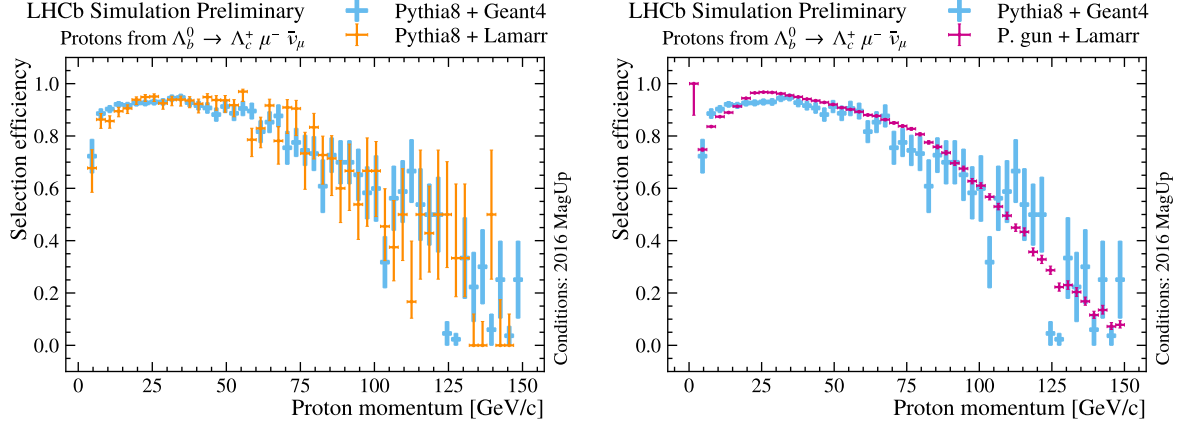 LHCb Simulation Preliminary
Protons from Λ_b^0 → Λ_c^+ μ^- ν̄_μ
Pythia8 + Geant4
Pythia8 + Lamarr
Selection efficiency
1.0
0.8
0.6
0.4
0.2
0.0
0
25
50
75
100
125
150
Proton momentum [GeV/c]
Conditions: 2016 MagUp
LHCb Simulation Preliminary
Protons from Λ_b^0 → Λ_c^+ μ^- ν̄_μ
Pythia8 + Geant4
P. gun + Lamarr
Selection efficiency
1.0
0.8
0.6
0.4
0.2
0.0
0
25
50
75
100
125
150
Proton momentum [GeV/c]
Conditions: 2016 MagUp